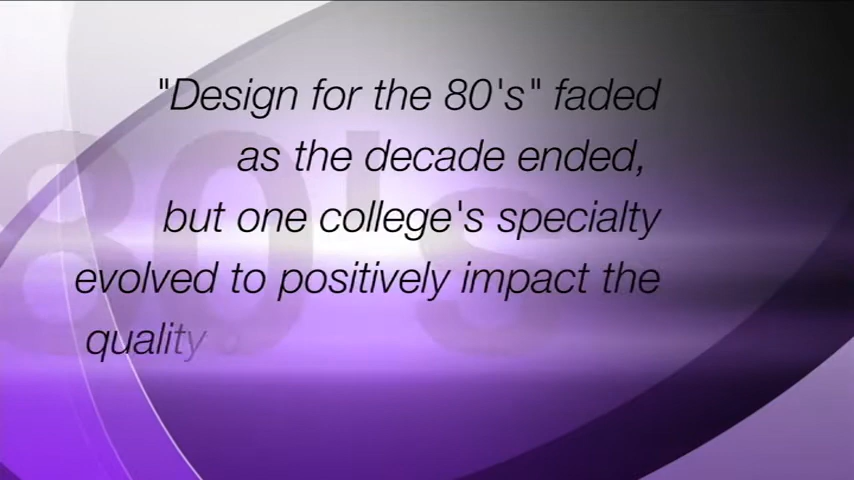 80's
"Design for the 80's" faded
as the decade ended,
but one college's specialty
evolved to positively impact the
quality